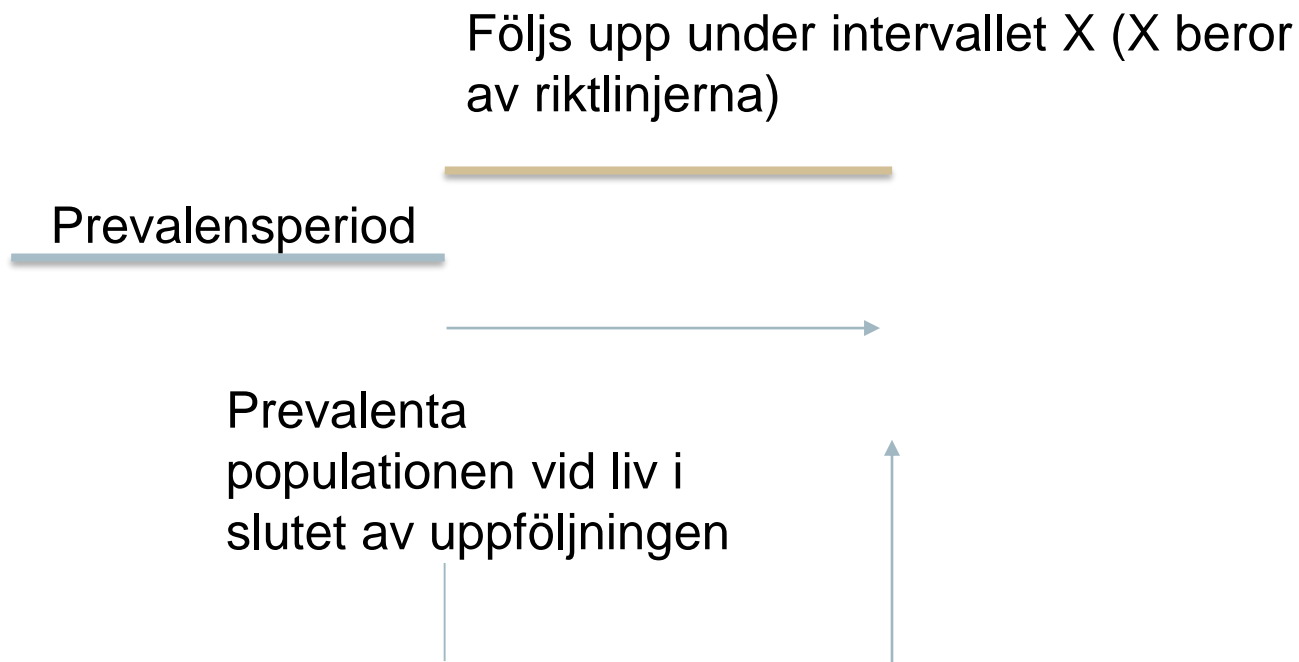 Följs upp under intervallet X (X beror
av riktlinjerna)
Prevalensperiod
Prevalenta
populationen vid liv i
slutet av uppföljningen